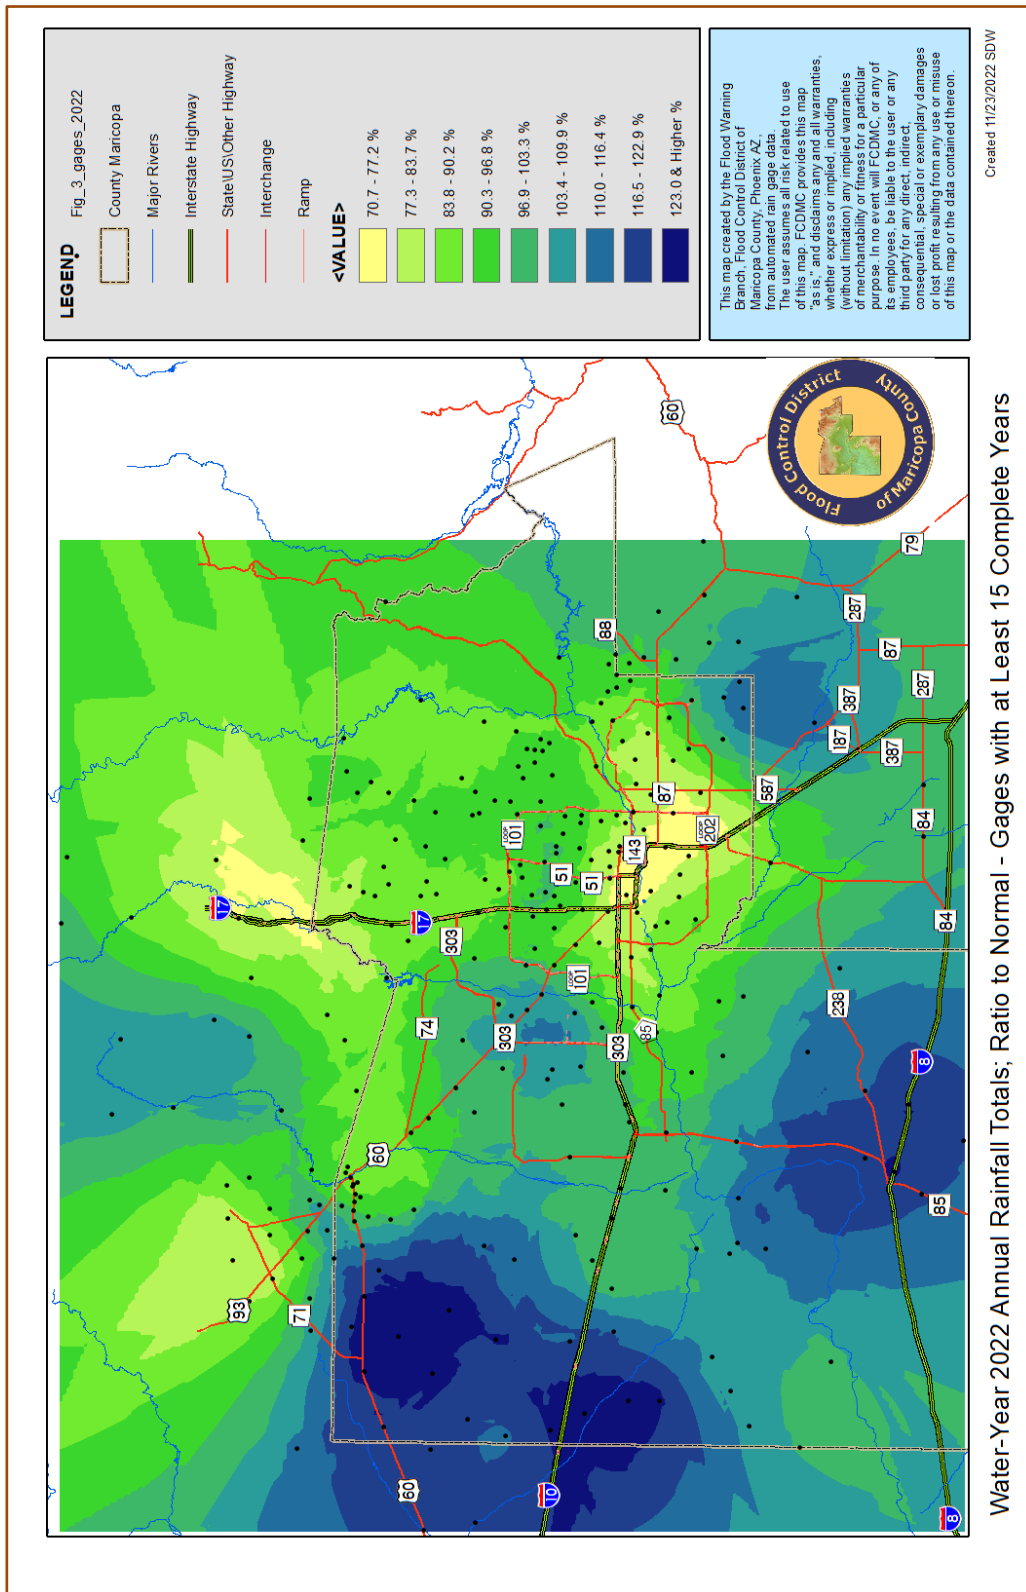 LEGEND
Fig_3_gages_2022
County Maricopa
Major Rivers
Interstate Highway
State\US\Other Highway
Interchange
Ramp
<VALUE>
70.7 - 77.2 %
77.3 - 83.7 %
83.8 - 90.2 %
90.3 - 96.8 %
96.9 - 103.3 %
103.4 - 109.9 %
110.0 - 116.4 %
116.5 - 122.9 %
123.0 & Higher %
This map created by the Flood Warning
Branch, Flood Control District of
Maricopa County, Phoenix AZ,
from automated rain gage data.
The user assumes all risk related to use
of this map. FCDMC provides this map
"as is," and disclaims any and all warranties,
whether express or implied, including
(without limitation) any implied warranties
of merchantability or fitness for a particular
purpose. In no event will FCDMC, or any of
its employees, be liable to the user or any
third party for any direct, indirect,
consequential, special or exemplary damages
or lost profit resulting from any use or misuse
of this map or the data contained thereon.
Created 11/23/2022 SDW
60
10
8
93
71
60
85
8
74
303
303
303
85
238
LOOP
101
17
17
84
LOOP
101
51
51
143
LOOP
202
87
587
84
187
387
387
287
87
287
88
79
60
Flood Control District
of Maricopa County
Water-Year 2022 Annual Rainfall Totals; Ratio to Normal - Gages with at Least 15 Complete Years